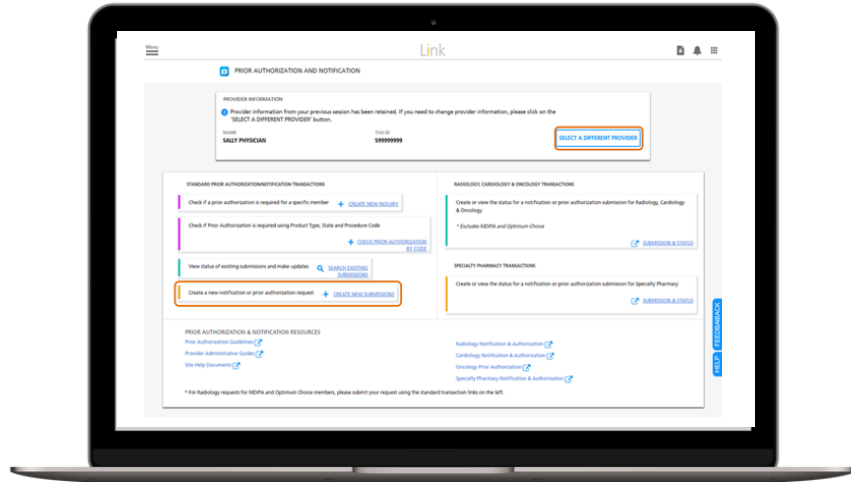 Menu
Link
PRIOR AUTHORIZATION AND NOTIFICATION
PROVIDER INFORMATION
Provider information from your previous session has been retained. If you need to change provider information, please click on the
'SELECT A DIFFERENT PROVIDER' button.
NAME
SALLY PHYSICIAN
TAX ID
599999999
SELECT A DIFFERENT PROVIDER
STANDARD PRIOR AUTHORIZATION/NOTIFICATION TRANSACTIONS
Check if a prior authorization is required for a specific member + CREATE NEW INQUIRY
Check if Prior Authorization is required using Product Type, State and Procedure Code
+ CHECK PRIOR AUTHORIZATION
BY CODE
View status of existing submissions and make updates SEARCH EXISTING
SUBMISSIONS
Create a new notification or prior authorization request + CREATE NEW SUBMISSIONS
RADIOLOGY, CARDIOLOGY & ONCOLOGY TRANSACTIONS
Create or view the status for a notification or prior authorization submission for Radiology, Cardiology
& Oncology
* Excludes MDIPA and Optimum Choice
SUBMISSION & STATUS
SPECIALTY PHARMACY TRANSACTIONS
Create or view the status for a notification or prior authorization submission for Specialty Pharmacy
SUBMISSION & STATUS
PRIOR AUTHORIZATION & NOTIFICATION RESOURCES
Prior Authorization Guidelines
Provider Administrative Guides
Site Help Documents
Radiology Notification & Authorization
Cardiology Notification & Authorization
Oncology Prior Authorization
Specialty Pharmacy Notification & Authorization
* For Radiology requests for MDIPA and Optimum Choice members, please submit your request using the standard transaction links on the left.
HELP FEEDBABACK